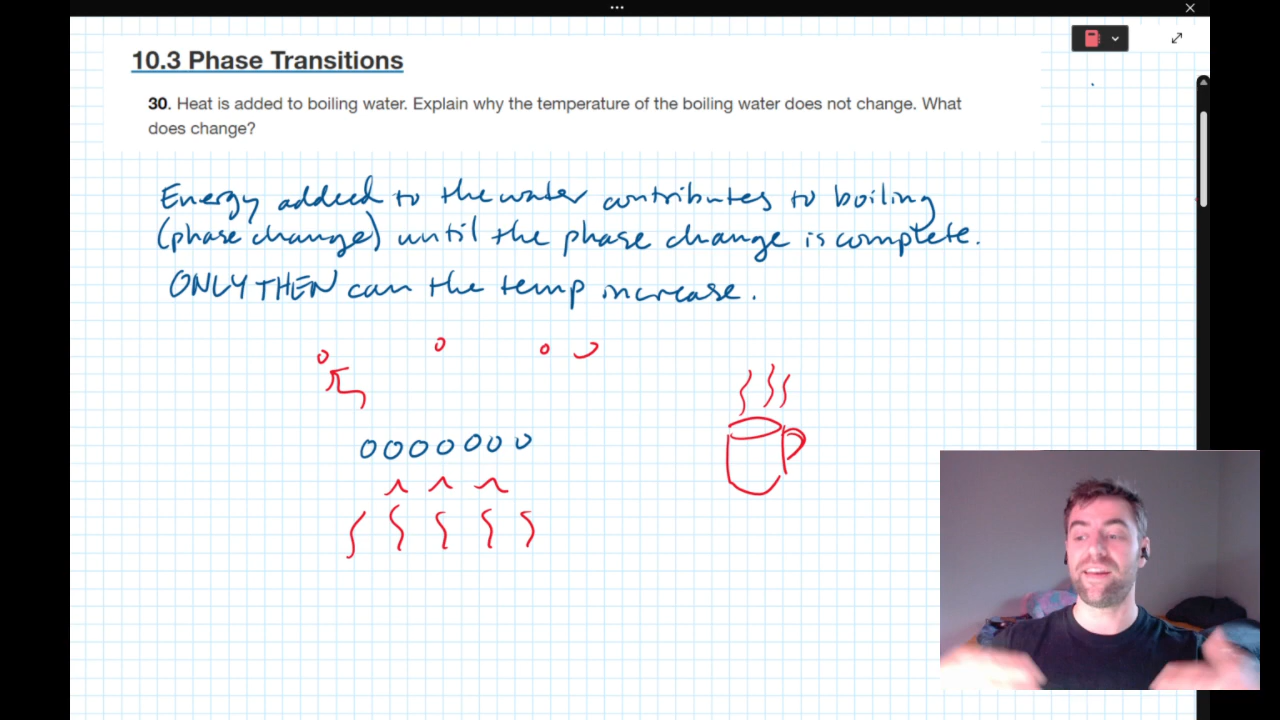 10.3 Phase Transitions
30. Heat is added to boiling water. Explain why the temperature of the boiling water does not change. What
does change?
Energy added to the water contributes to boiling
(phase change) until the phase change is complete.
ONLY THEN can the temp increase.